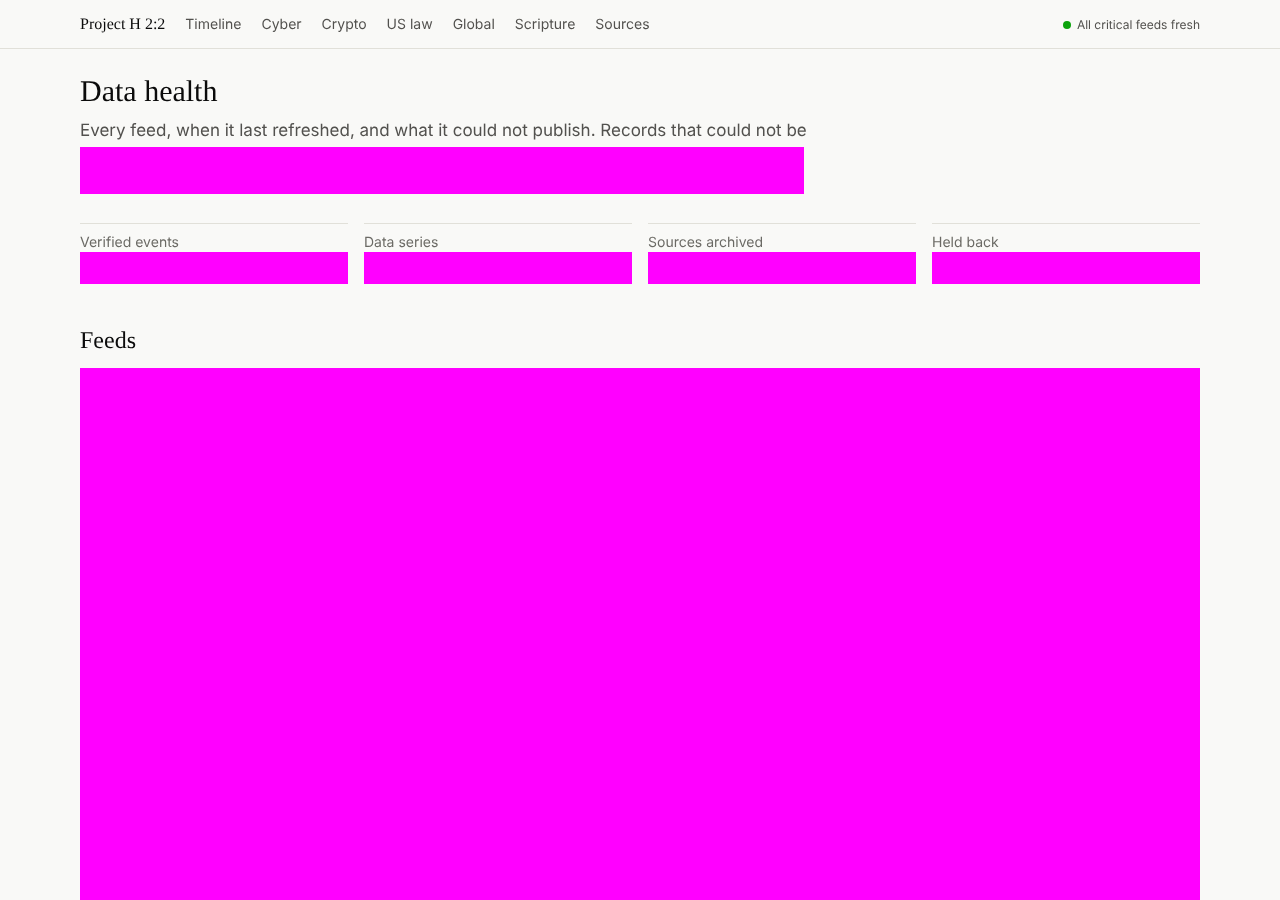 Project H 2:2 Timeline Cyber Crypto US law Global Scripture Sources All critical feeds fresh
Data health
Every feed, when it last refreshed, and what it could not publish. Records that could not be
Verified events Data series Sources archived Held back
Feeds